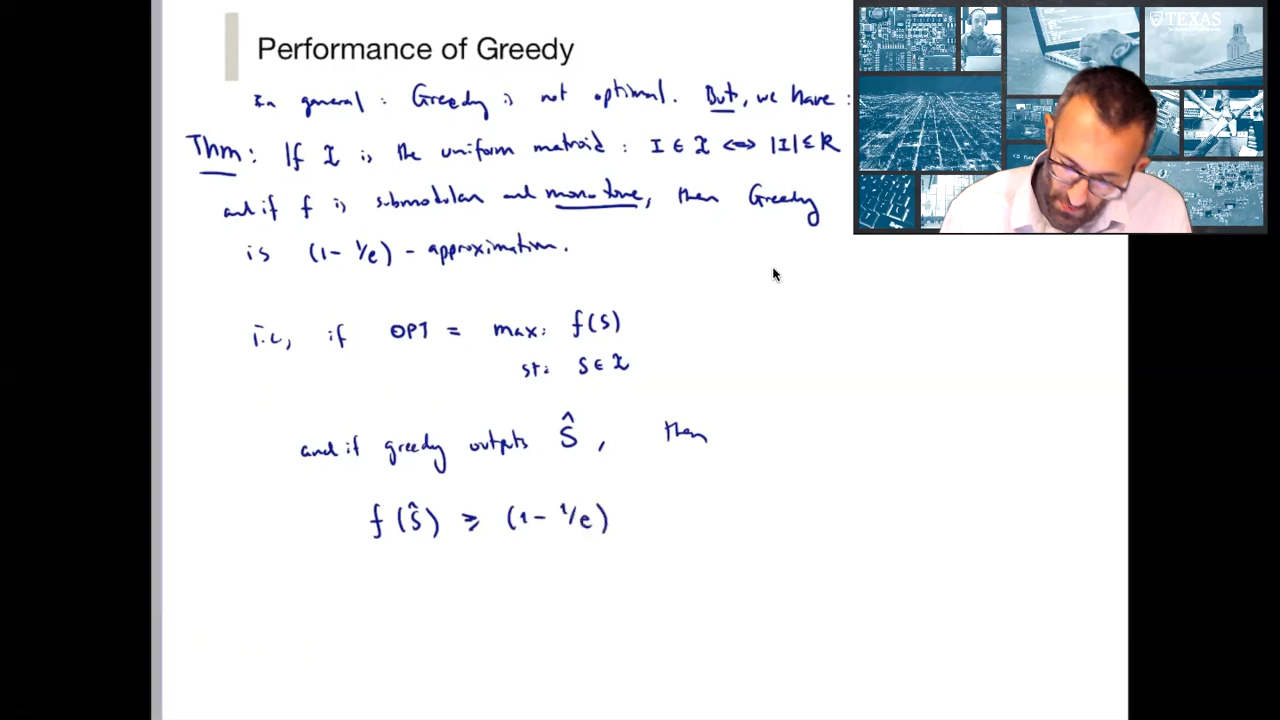 Performance of Greedy
TEXAS
In general : Greedy is not optimal. But, we have :
Thm : If I is the uniform matroid : I ∈ I ⟺ |I| ≤ k
and if f is submodular and monotone, then Greedy
is (1 - 1/e) - approximation.
i.e., if OPT = max: f(S)
st: S ∈ I
and if greedy outputs Ŝ , then
f(Ŝ) ≥ (1 - 1/e)